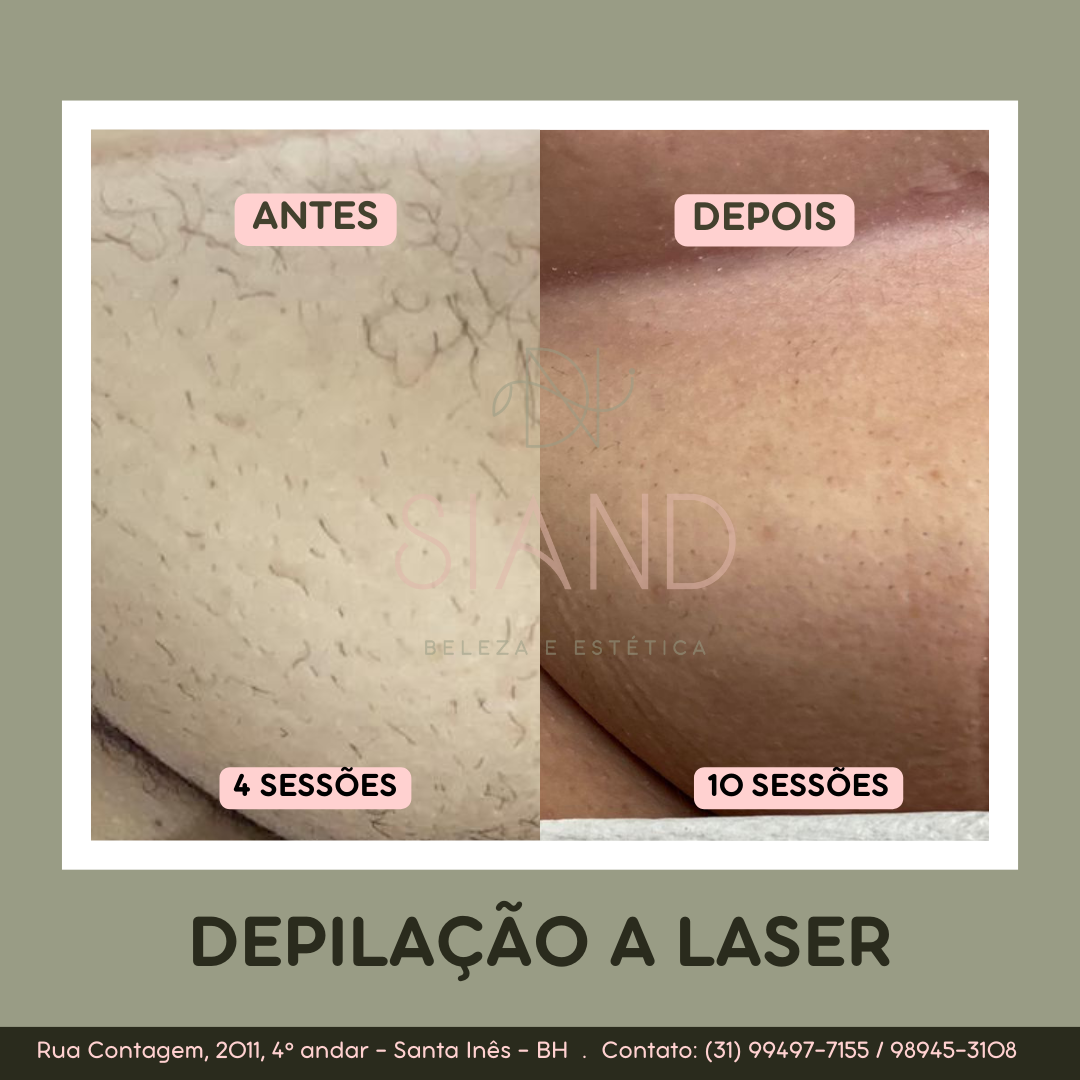 ANTES
DEPOIS
SIAND
BELEZA E ESTÉTICA
4 SESSÕES
10 SESSÕES
DEPILAÇÃO A LASER
Rua Contagem, 2011, 4º andar - Santa Inês - BH . Contato: (31) 99497-7155 / 98945-3108